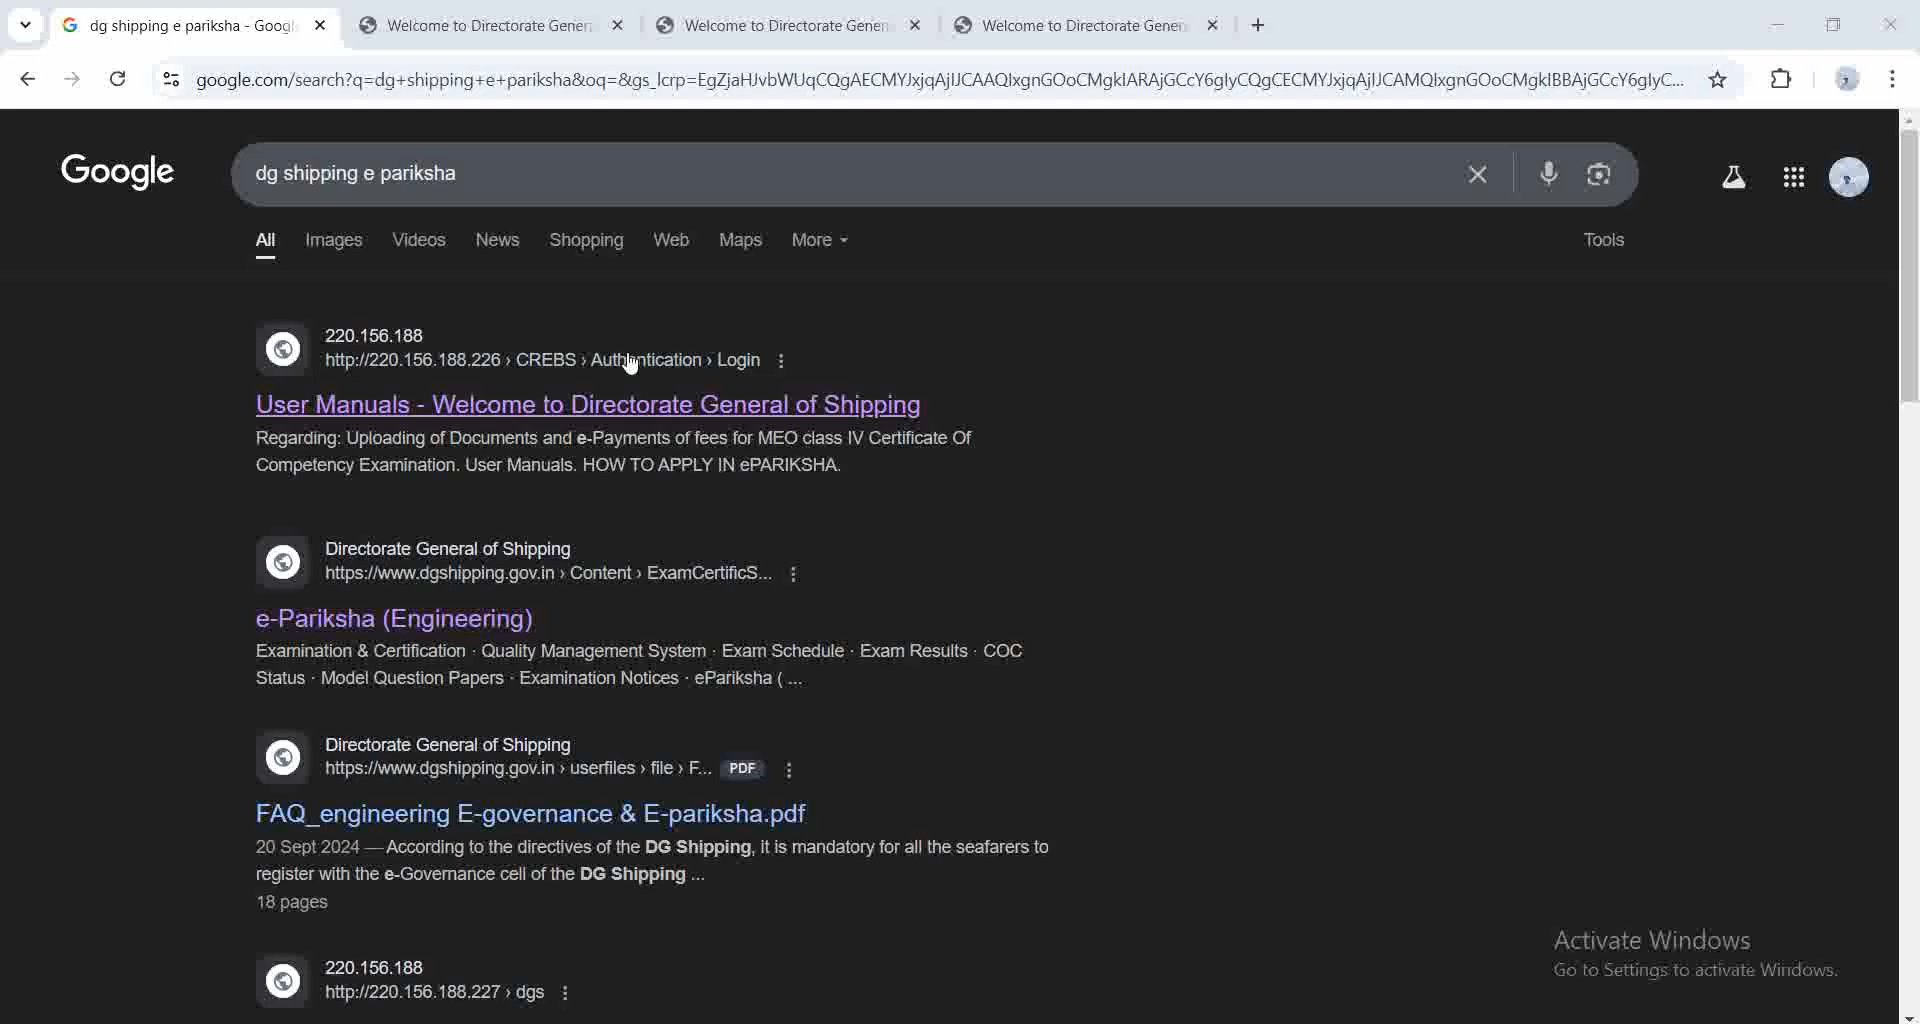 dg shipping e pariksha - Googl
Welcome to Directorate Gener
Welcome to Directorate Gener
Welcome to Directorate Gener
google.com/search?q=dg+shipping+e+pariksha&oq=&gs_lcrp=EgZjaHJvbWUqCQgAECMYJxjqAjIJCAAQIxgnGOoCMgkIARAjGCcY6gIyCQgCECMYJxjqAjIJCAMQIxgnGOoCMgkIBBAjGCcY6gIyC...
Google
dg shipping e pariksha
All Images Videos News Shopping Web Maps More Tools
220.156.188
http://220.156.188.226 › CREBS › Authentication › Login
User Manuals - Welcome to Directorate General of Shipping
Regarding: Uploading of Documents and e-Payments of fees for MEO class IV Certificate Of
Competency Examination. User Manuals. HOW TO APPLY IN ePARIKSHA.
Directorate General of Shipping
https://www.dgshipping.gov.in › Content › ExamCertificS...
e-Pariksha (Engineering)
Examination & Certification · Quality Management System · Exam Schedule · Exam Results · COC
Status · Model Question Papers · Examination Notices · ePariksha ( ...
Directorate General of Shipping
https://www.dgshipping.gov.in › userfiles › file › F... PDF
FAQ_engineering E-governance & E-pariksha.pdf
20 Sept 2024 — According to the directives of the DG Shipping, it is mandatory for all the seafarers to
register with the e-Governance cell of the DG Shipping ...
18 pages
220.156.188
http://220.156.188.227 › dgs
Activate Windows
Go to Settings to activate Windows.